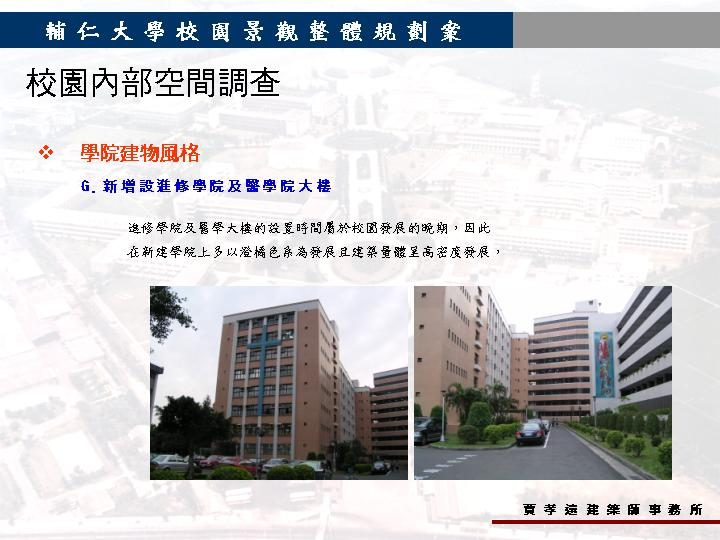 輔仁大學校園景觀整體規劃案
校園內部空間調查
學院建物風格
G. 新增設進修學院及醫學院大樓
進修學院及醫學大樓的設置時間屬於校園發展的晚期，因此
在新建學院上多以澄橘色系為發展且建築量體呈高密度發展，
賈孝遠建築師事務所